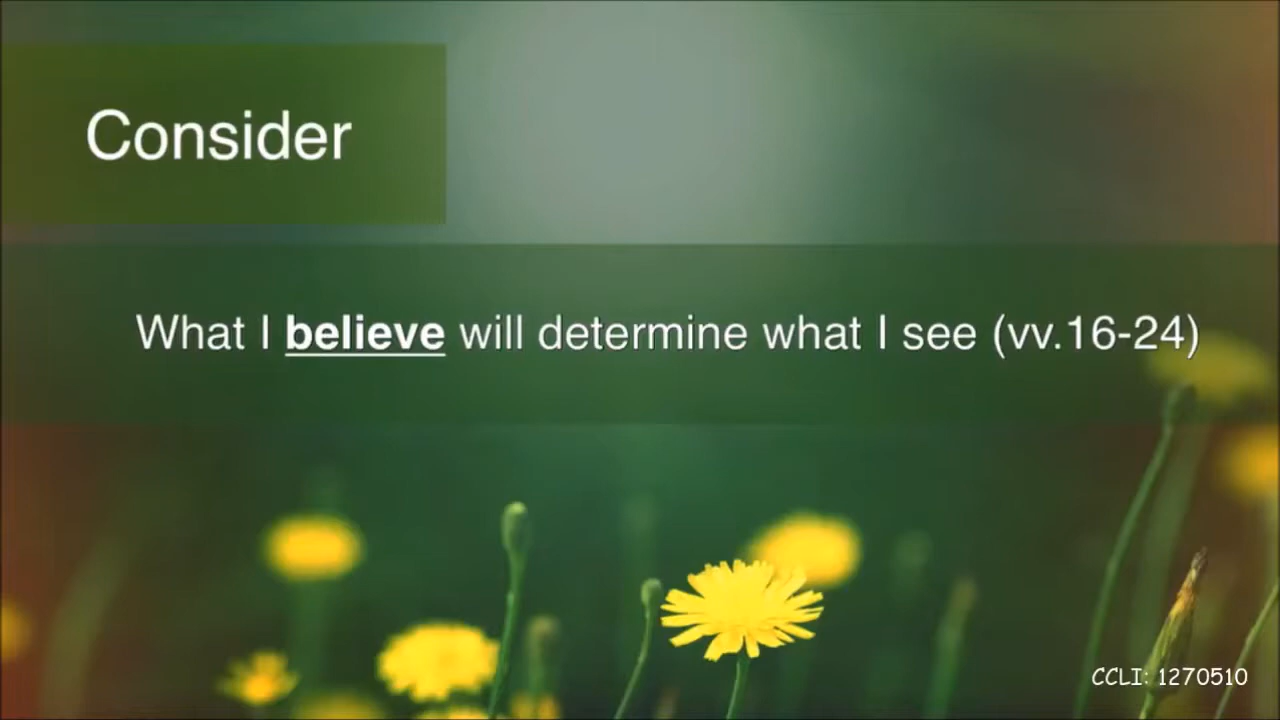 Consider
What I believe will determine what I see (vv.16-24)
CCLI: 1270510